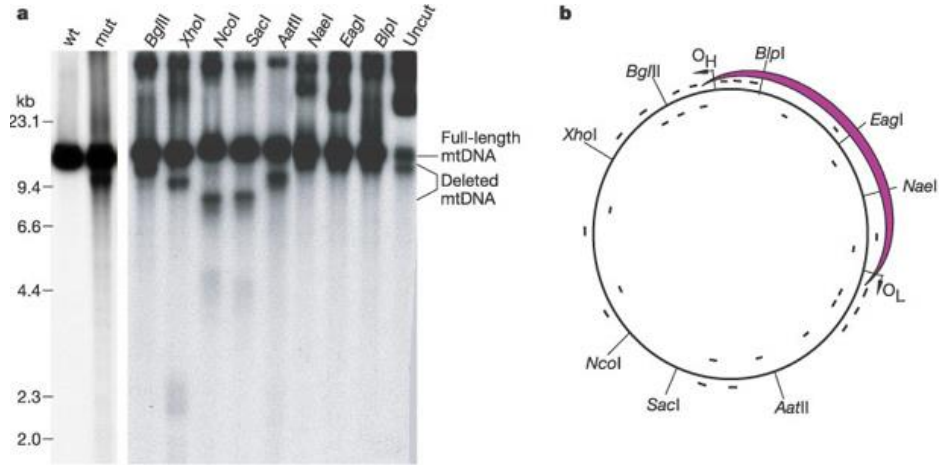 a
wt mut BglII XhoI NcoI SacI AatII NaeI EagI BlpI Uncut
kb
23.1
9.4
6.6
4.4
2.3
2.0
Full-length
mtDNA
Deleted
mtDNA
b
OH
BlpI
BglII
EagI
XhoI
NaeI
OL
NcoI
SacI
AatII